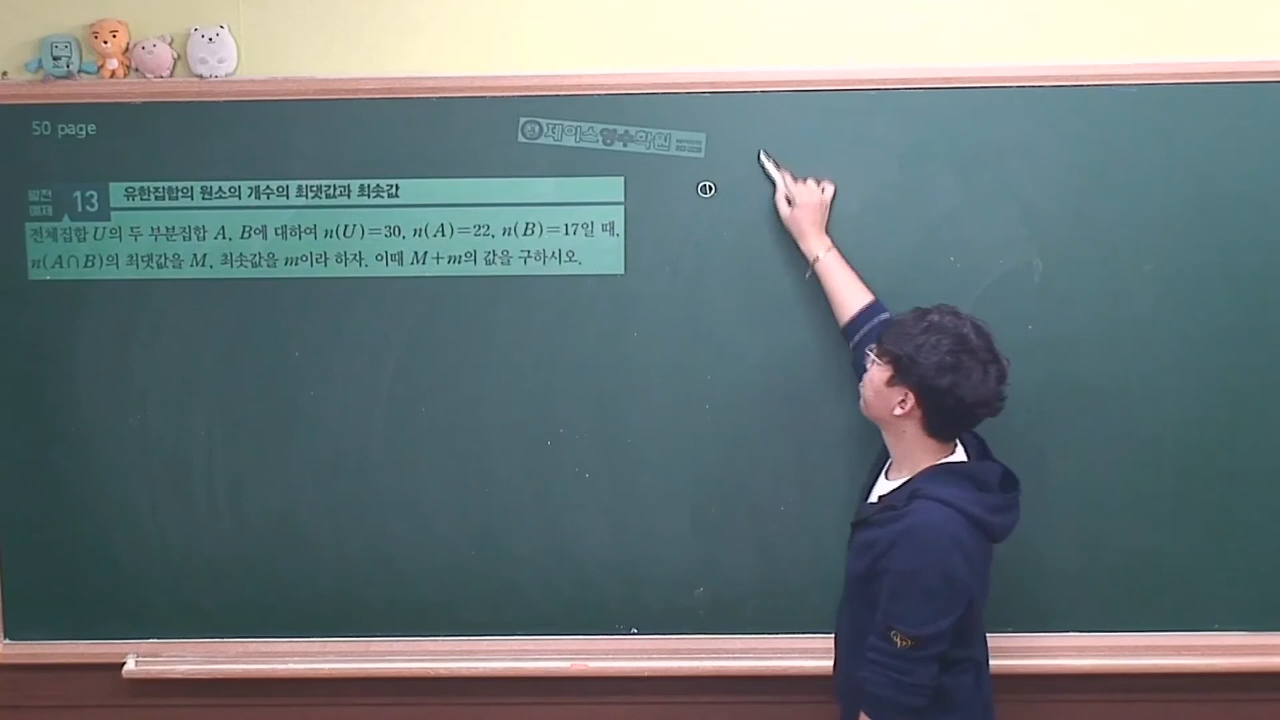 50 page
제이스영수학원
발전
예제 13 유한집합의 원소의 개수의 최댓값과 최솟값
전체집합 U의 두 부분집합 A, B에 대하여 n(U)=30, n(A)=22, n(B)=17일 때,
n(A∩B)의 최댓값을 M, 최솟값을 m이라 하자. 이때 M+m의 값을 구하시오.
①